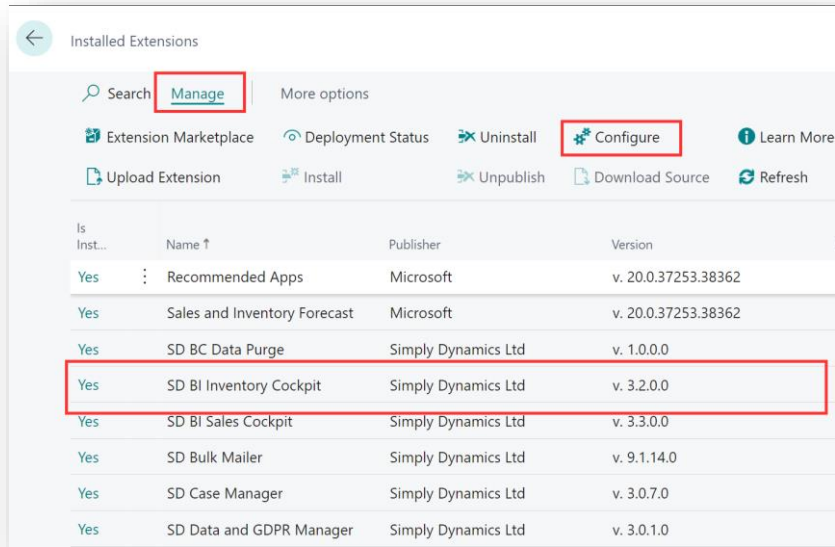 Installed Extensions
Search Manage More options
Extension Marketplace Deployment Status Uninstall Configure Learn More
Upload Extension Install Unpublish Download Source Refresh
Is
Inst... Name ↑ Publisher Version
Yes Recommended Apps Microsoft v. 20.0.37253.38362
Yes Sales and Inventory Forecast Microsoft v. 20.0.37253.38362
Yes SD BC Data Purge Simply Dynamics Ltd v. 1.0.0.0
Yes SD BI Inventory Cockpit Simply Dynamics Ltd v. 3.2.0.0
Yes SD BI Sales Cockpit Simply Dynamics Ltd v. 3.3.0.0
Yes SD Bulk Mailer Simply Dynamics Ltd v. 9.1.14.0
Yes SD Case Manager Simply Dynamics Ltd v. 3.0.7.0
Yes SD Data and GDPR Manager Simply Dynamics Ltd v. 3.0.1.0